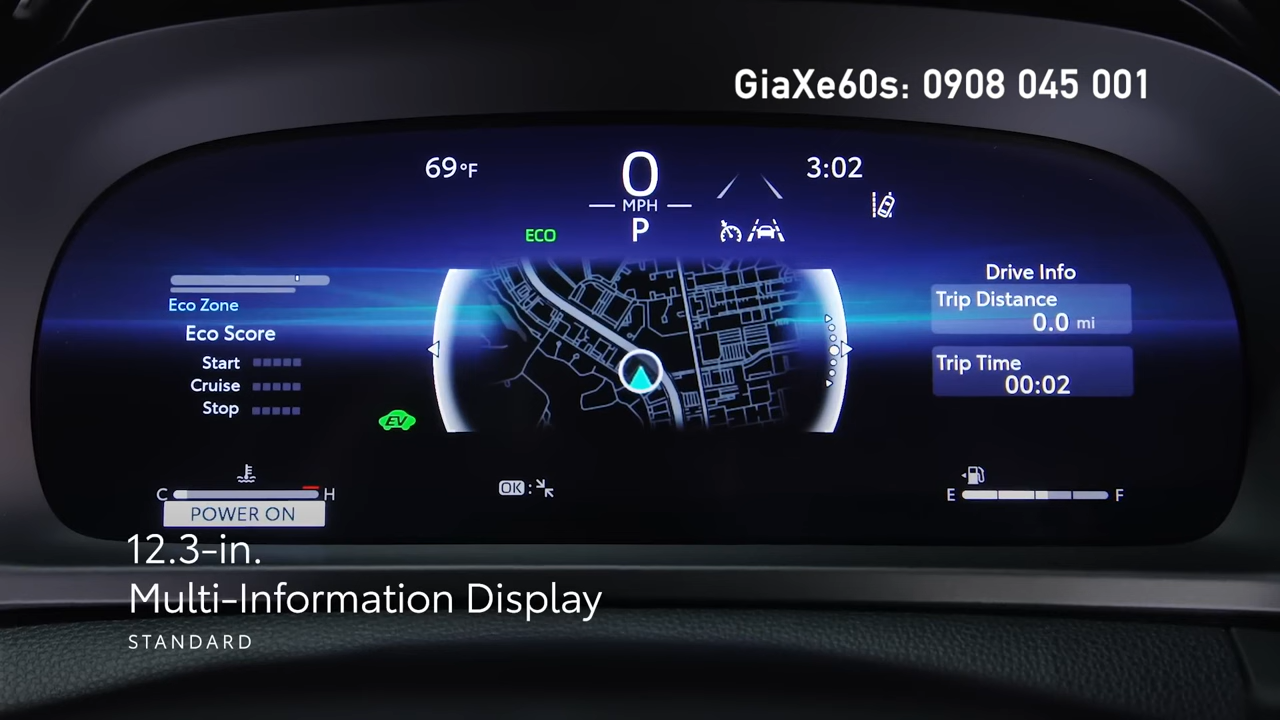 GiaXe60s: 0908 045 001
69°F
0
MPH
P
3:02
ECO
Eco Zone
Eco Score
Start
Cruise
Stop
EV
Drive Info
Trip Distance
0.0 mi
Trip Time
00:02
C H
POWER ON
OK :
E F
12.3-in.
Multi-Information Display
STANDARD